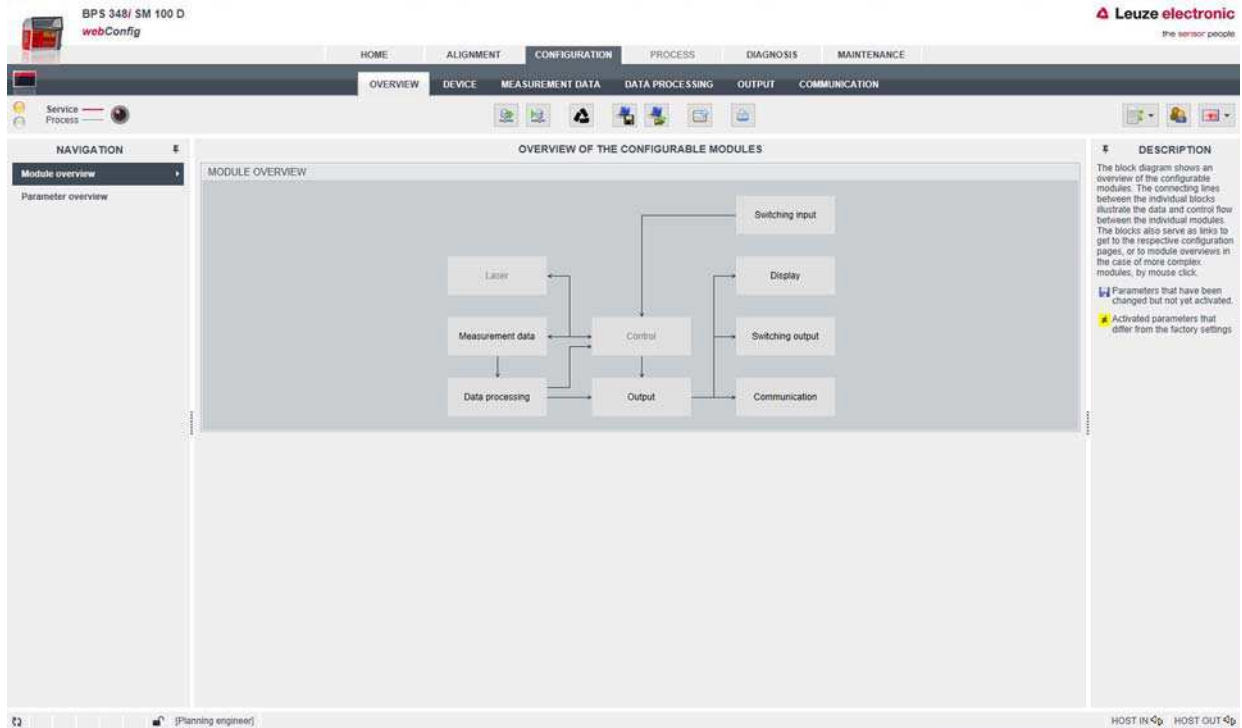 BPS 348i SM 100 D
webConfig
Leuze electronic
the sensor people
HOME ALIGNMENT CONFIGURATION PROCESS DIAGNOSIS MAINTENANCE
OVERVIEW DEVICE MEASUREMENT DATA DATA PROCESSING OUTPUT COMMUNICATION
Service
Process
NAVIGATION
Module overview
Parameter overview
OVERVIEW OF THE CONFIGURABLE MODULES
MODULE OVERVIEW
Switching input
Laser
Display
Measurement data
Control
Switching output
Data processing
Output
Communication
DESCRIPTION
The block diagram shows an
overview of the configurable
modules. The connecting lines
between the individual blocks
illustrate the data and control flow
between the individual modules.
The blocks also serve as links to
get to the respective configuration
pages, or to module overviews in
the case of more complex
modules, by mouse click.
Parameters that have been
changed but not yet activated.
Activated parameters that
differ from the factory settings
[Planning engineer]
HOST IN HOST OUT